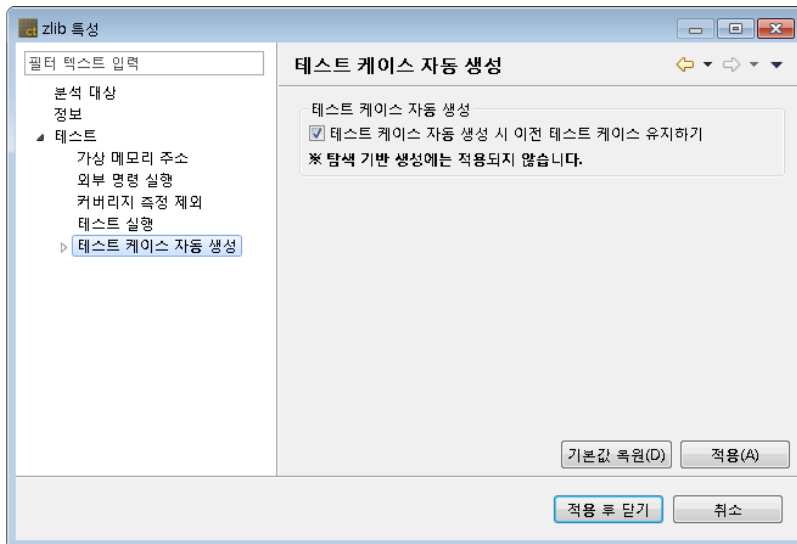 ct zlib 특성
필터 텍스트 입력
분석 대상
정보
테스트
가상 메모리 주소
외부 명령 실행
커버리지 측정 제외
테스트 실행
테스트 케이스 자동 생성
테스트 케이스 자동 생성
테스트 케이스 자동 생성
테스트 케이스 자동 생성 시 이전 테스트 케이스 유지하기
※ 탐색 기반 생성에는 적용되지 않습니다.
기본값 복원(D)
적용(A)
적용 후 닫기
취소